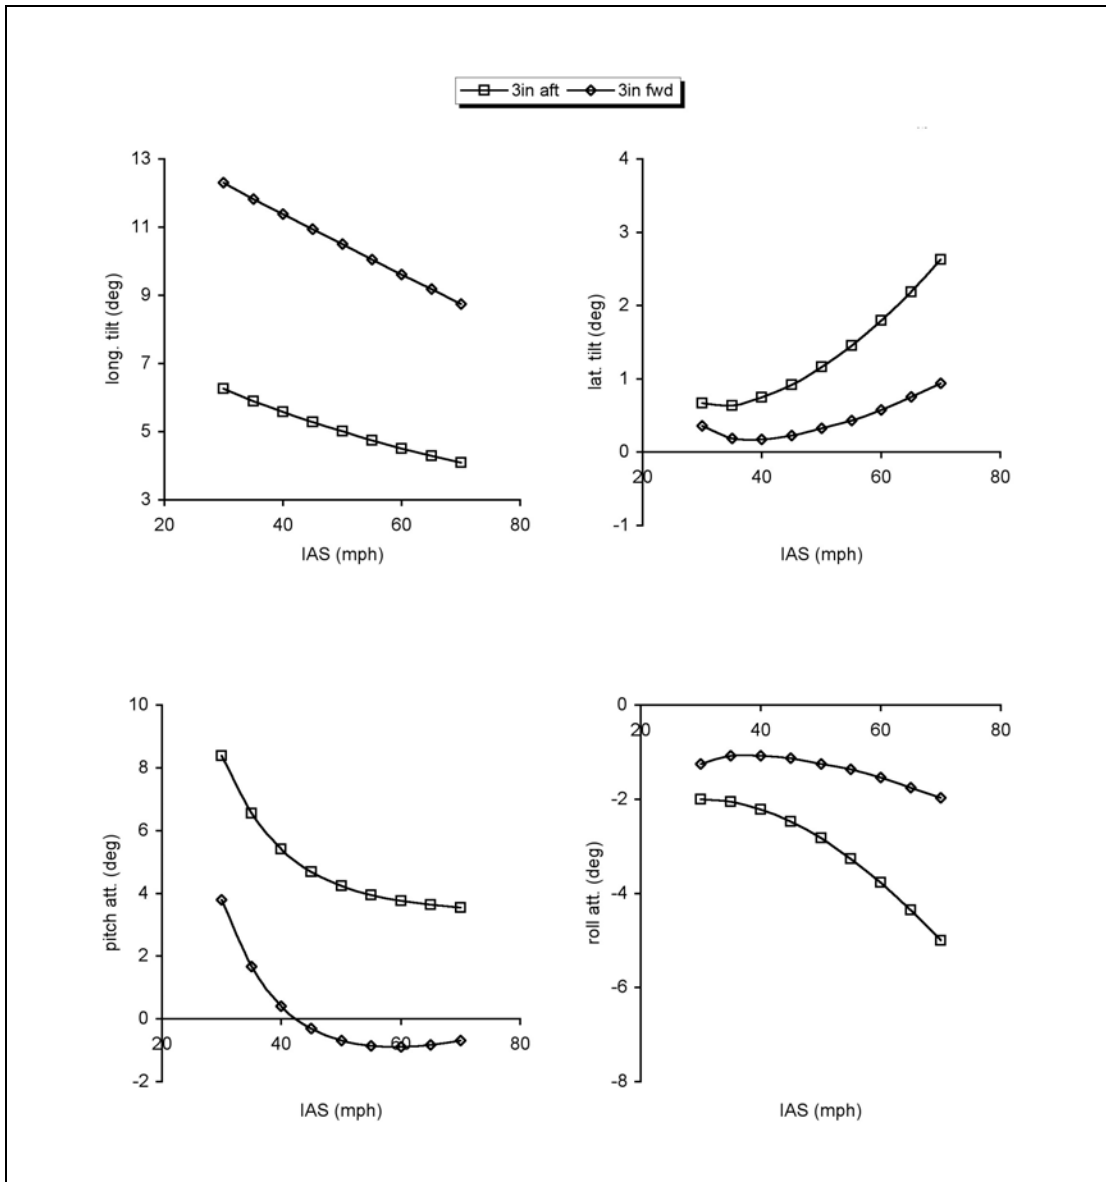 3in aft 3in fwd
13
11
9
7
5
3
20 40 60 80
long. tilt (deg)
IAS (mph)
4
3
2
1
0
-1
20 40 60 80
lat. tilt (deg)
IAS (mph)
10
8
6
4
2
0
-2
20 40 60 80
pitch att. (deg)
IAS (mph)
0
-2
-4
-6
-8
20 40 60 80
roll att. (deg)
IAS (mph)